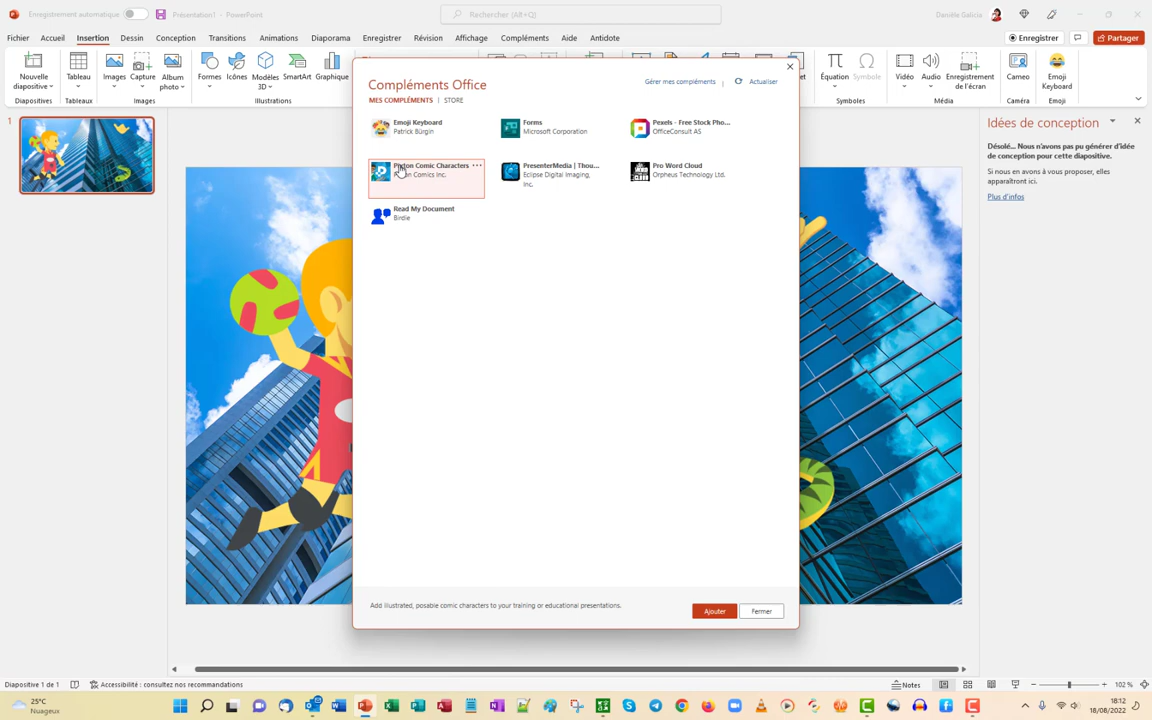 Enregistrement automatique
Présentation1 - PowerPoint
Rechercher (Alt+Q)
Danièle Galicia
Fichier Accueil Insertion Dessin Conception Transitions Animations Diaporama Enregistrer Révision Affichage Compléments Aide Antidote
Enregistrer
Partager
Nouvelle diapositive
Tableau
Images
Capture
Album photo
Formes
Icônes
Modèles 3D
SmartArt
Graphique
Équation
Symbole
Vidéo
Audio
Enregistrement de l'écran
Cameo
Emoji Keyboard
Diapositives
Tableaux
Images
Illustrations
Symboles
Média
Caméra
Emoji
1
Compléments Office
Gérer mes compléments
Actualiser
MES COMPLÉMENTS | STORE
Emoji Keyboard
Patrick Bürgin
Forms
Microsoft Corporation
Pexels - Free Stock Pho...
OfficeConsult AS
Pixton Comic Characters ...
Comics Inc.
PresenterMedia | Thou...
Eclipse Digital Imaging,
Inc.
Pro Word Cloud
Orpheus Technology Ltd.
Read My Document
Birdie
Add illustrated, posable comic characters to your training or educational presentations.
Ajouter
Fermer
Idées de conception
Désolé... Nous n'avons pas pu générer d'idée
de conception pour cette diapositive.
Si nous en avons à vous proposer, elles
apparaîtront ici.
Plus d'infos
Diapositive 1 de 1
Accessibilité : consultez nos recommandations
Notes
102 %
25°C
Nuageux
18:12
18/08/2022